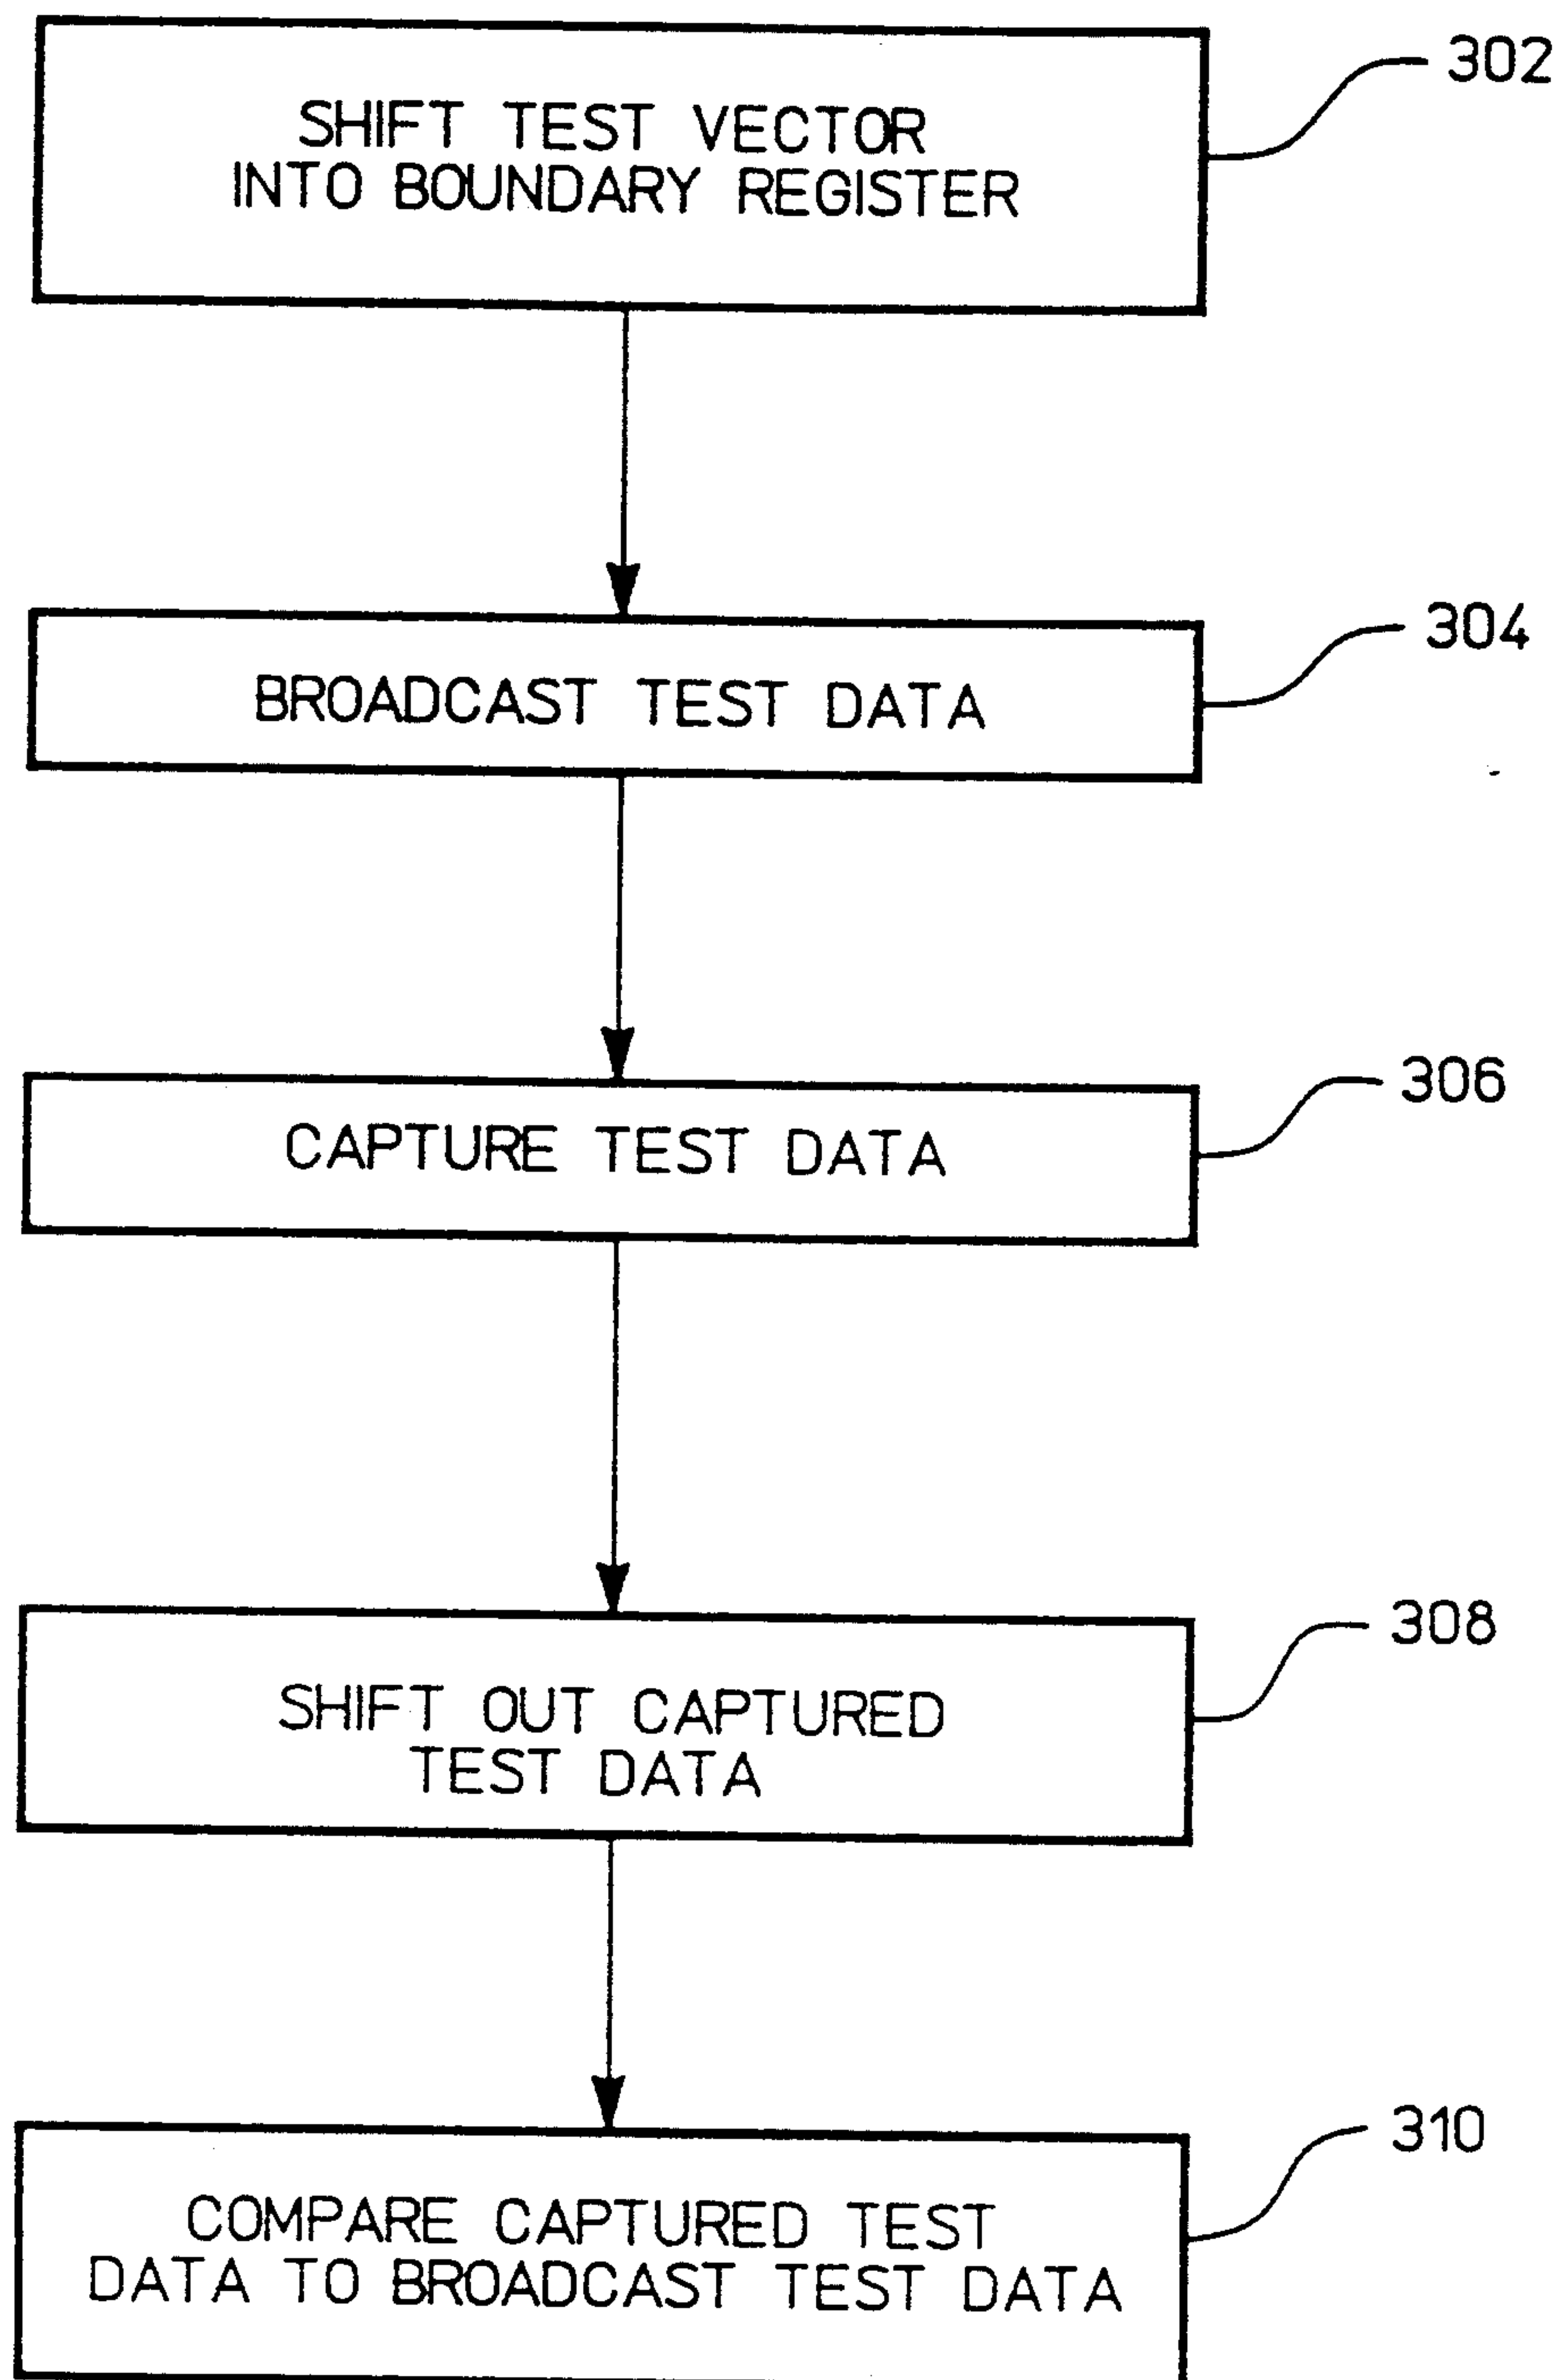 302
SHIFT TEST VECTOR
INTO BOUNDARY REGISTER
304
BROADCAST TEST DATA
306
CAPTURE TEST DATA
308
SHIFT OUT CAPTURED
TEST DATA
310
COMPARE CAPTURED TEST
DATA TO BROADCAST TEST DATA